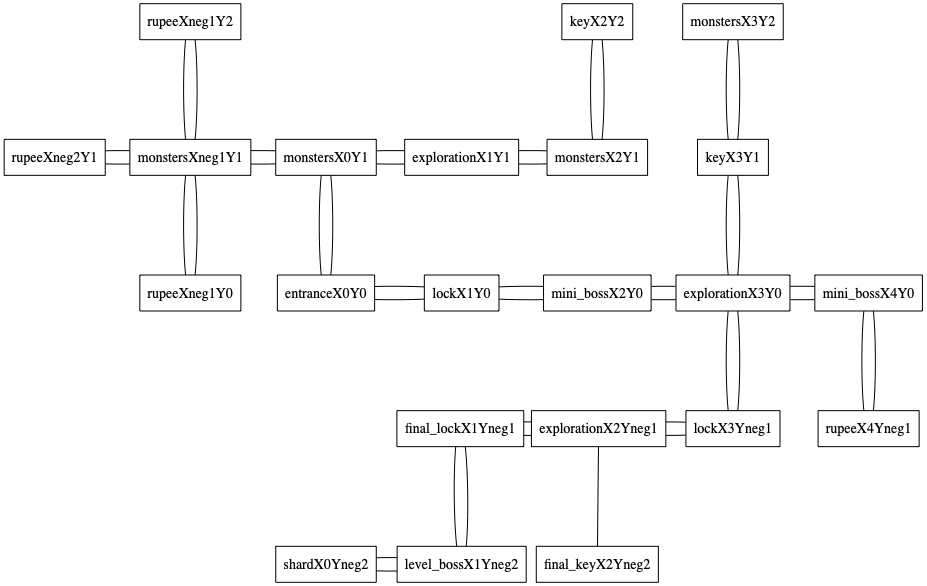 rupeeXneg1Y2
keyX2Y2
monstersX3Y2
rupeeXneg2Y1
monstersXneg1Y1
monstersX0Y1
explorationX1Y1
monstersX2Y1
keyX3Y1
rupeeXneg1Y0
entranceX0Y0
lockX1Y0
mini_bossX2Y0
explorationX3Y0
mini_bossX4Y0
final_lockX1Yneg1
explorationX2Yneg1
lockX3Yneg1
rupeeX4Yneg1
shardX0Yneg2
level_bossX1Yneg2
final_keyX2Yneg2